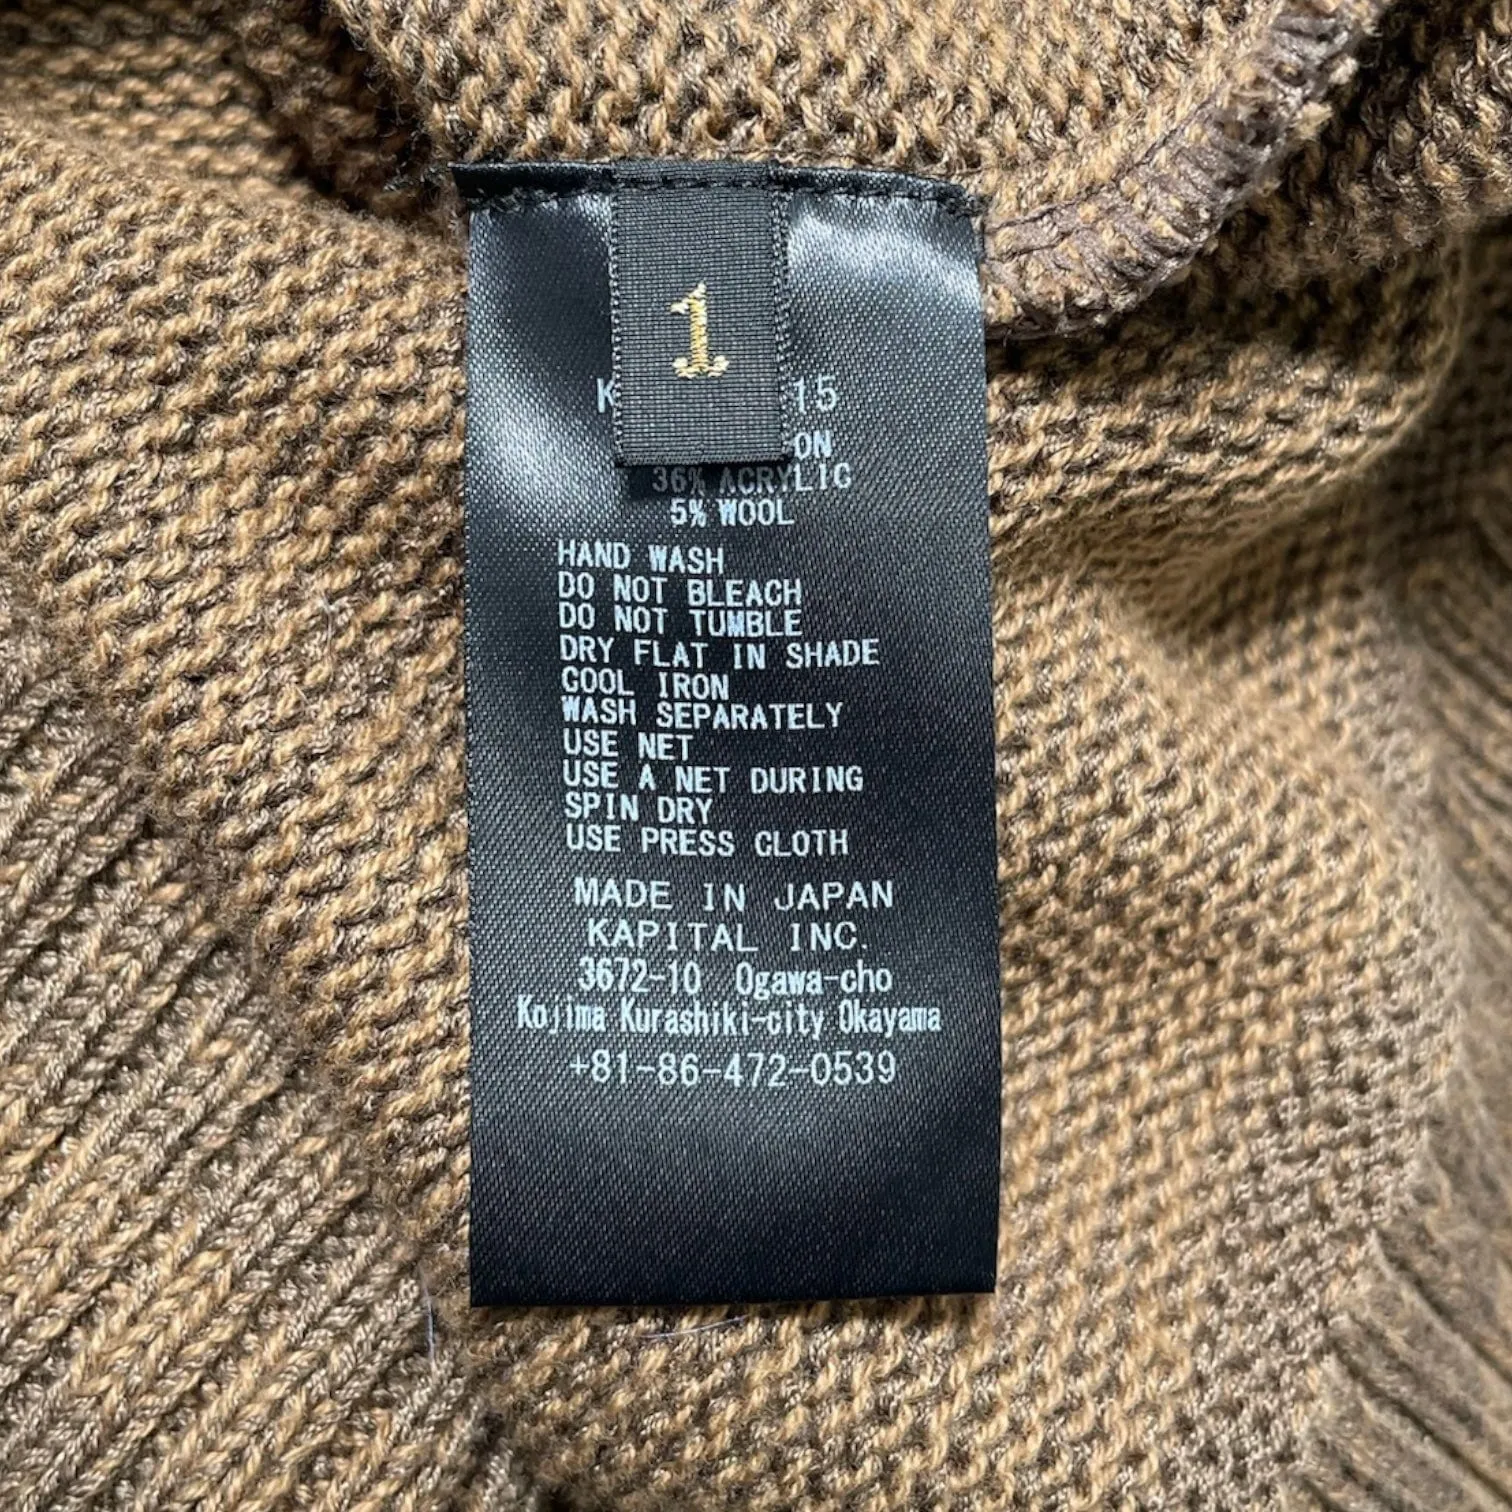 1
36% ACRYLIC
5% WOOL
HAND WASH
DO NOT BLEACH
DO NOT TUMBLE
DRY FLAT IN SHADE
COOL IRON
WASH SEPARATELY
USE NET
USE A NET DURING
SPIN DRY
USE PRESS CLOTH
MADE IN JAPAN
KAPITAL INC.
3672-10 Ogawa-cho
Kojima Kurashiki-city Okayama
+81-86-472-0539